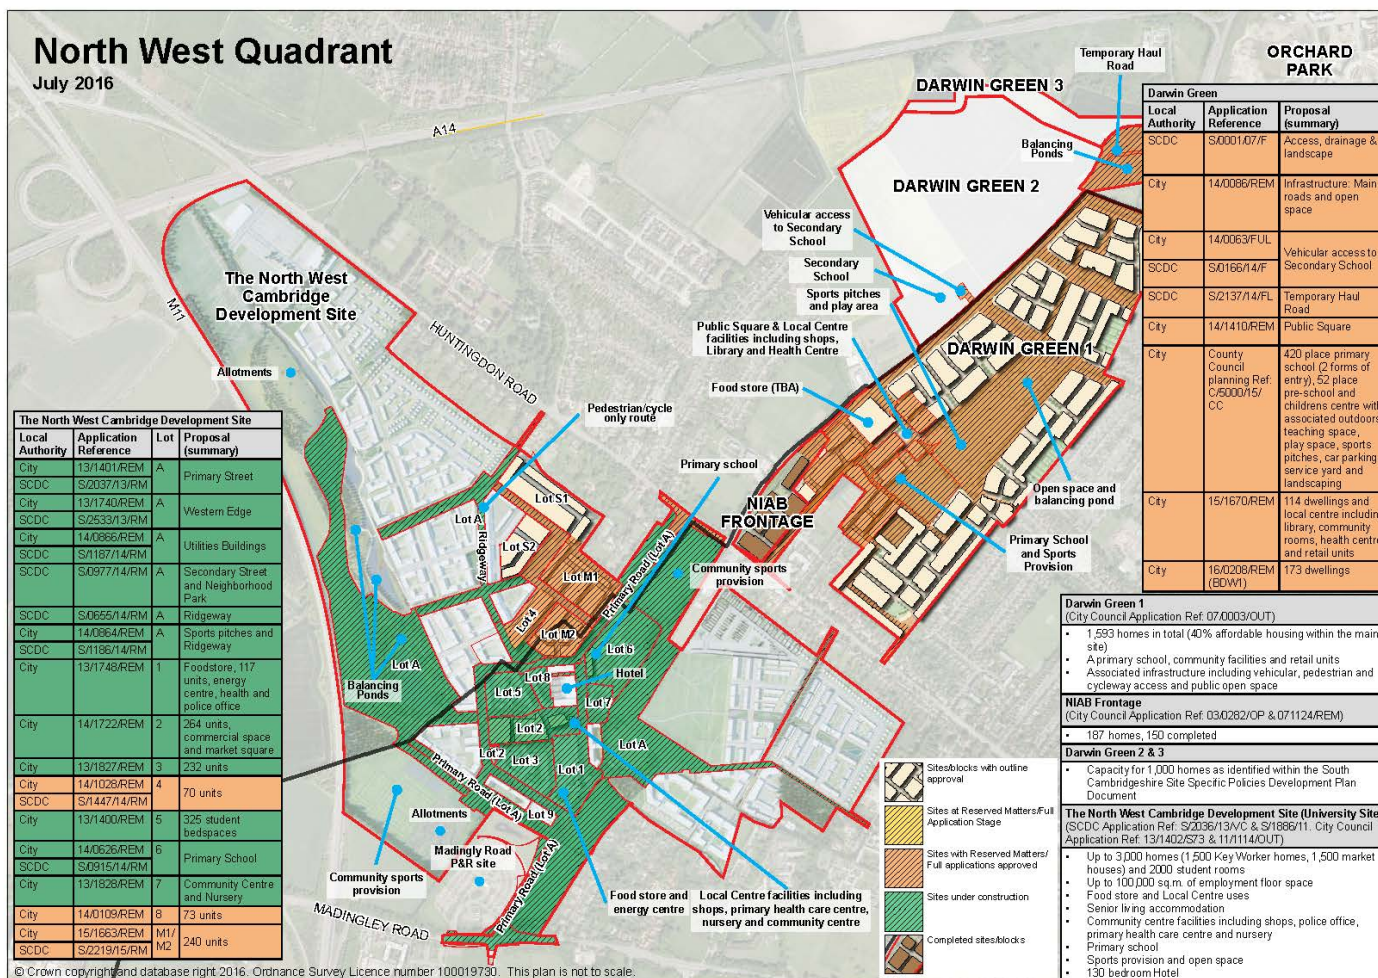 North West Quadrant
July 2016
A14
M11
HUNTINGDON ROAD
MADINGLEY ROAD
ORCHARD
PARK
DARWIN GREEN 3
DARWIN GREEN 2
DARWIN GREEN 1
NIAB
FRONTAGE
The North West
Cambridge
Development Site
Temporary Haul
Road
Balancing
Ponds
Vehicular access
to Secondary
School
Secondary
School
Sports pitches
and play area
Public Square & Local Centre
facilities including shops,
Library and Health Centre
Food store (TBA)
Pedestrian/cycle
only route
Primary school
Allotments
Open space and
balancing pond
Primary School
and Sports
Provision
Community sports
provision
Lot S1
Lot A
Ridgeway
Lot S2
Lot M1
Primary Road (Lot A)
Lot 4
Lot M2
Lot 6
Lot A
Lot 8
Hotel
Balancing
Ponds
Lot 5
Lot 7
Lot 2
Lot A
Lot 2
Lot 3
Lot 1
Primary Road (Lot A)
Lot 9
Allotments
Madingly Road
P&R site
Community sports
provision
Primary Road (Lot A)
Food store and
energy centre
Local Centre facilities including
shops, primary health care centre,
nursery and community centre
The North West Cambridge Development Site
Local Authority Application Reference Lot Proposal (summary)
City 13/1401/REM A Primary Street
SCDC S/2037/13/RM
City 13/1740/REM A Western Edge
SCDC S/2533/13/RM
City 14/0866/REM A Utilities Buildings
SCDC S/1187/14/RM
SCDC S/0977/14/RM A Secondary Street
and Neighborhood
Park
SCDC S/0655/14/RM A Ridgeway
City 14/0864/REM A Sports pitches and
SCDC S/1186/14/RM Ridgeway
City 13/1748/REM 1 Foodstore, 117
units, energy
centre, health and
police office
City 14/1722/REM 2 264 units,
commercial space
and market square
City 13/1827/REM 3 232 units
City 14/1028/REM 4 70 units
SCDC S/1447/14/RM
City 13/1400/REM 5 325 student
bedspaces
City 14/0626/REM 6 Primary School
SCDC S/0915/14/RM
City 13/1828/REM 7 Community Centre
and Nursery
City 14/0109/REM 8 73 units
City 15/1663/REM M1/ 240 units
SCDC S/2219/15/RM M2
Darwin Green
Local Authority Application Reference Proposal (summary)
SCDC S/0001/07/F Access, drainage &
landscape
City 14/0086/REM Infrastructure: Main
roads and open
space
City 14/0063/FUL Vehicular access to
SCDC S/0166/14/F Secondary School
SCDC S/2137/14/FL Temporary Haul
Road
City 14/1410/REM Public Square
City County 420 place primary
Council school (2 forms of
planning Ref: entry), 52 place
C/5000/15/ pre-school and
CC childrens centre with
associated outdoors
teaching space,
play space, sports
pitches, car parking
service yard and
landscaping
City 15/1670/REM 114 dwellings and
local centre including
library, community
rooms, health centre
and retail units
City 16/0208/REM 173 dwellings
(BDW1)
Darwin Green 1
(City Council Application Ref: 07/0003/OUT)
• 1,593 homes in total (40% affordable housing within the main
site)
• A primary school, community facilities and retail units
• Associated infrastructure including vehicular, pedestrian and
cycleway access and public open space
NIAB Frontage
(City Council Application Ref: 03/0282/OP & 071124/REM)
• 187 homes, 150 completed
Darwin Green 2 & 3
• Capacity for 1,000 homes as identified within the South
Cambridgeshire Site Specific Policies Development Plan
Document
The North West Cambridge Development Site (University Site
(SCDC Application Ref: S/2036/13/VC & S/1886/11. City Council
Application Ref: 13/1402/S73 & 11/1114/OUT)
• Up to 3,000 homes (1,500 Key Worker homes, 1,500 market
houses) and 2000 student rooms
• Up to 100,000 sq.m. of employment floor space
• Food store and Local Centre uses
• Senior living accommodation
• Community centre facilities including shops, police office,
primary health care centre and nursery
• Primary school
• Sports provision and open space
• 130 bedroom Hotel
Sites/blocks with outline
approval
Sites at Reserved Matters/Full
Application Stage
Sites with Reserved Matters/
Full applications approved
Sites under construction
Completed sites/blocks
© Crown copyright and database right 2016. Ordnance Survey Licence number 100019730. This plan is not to scale.